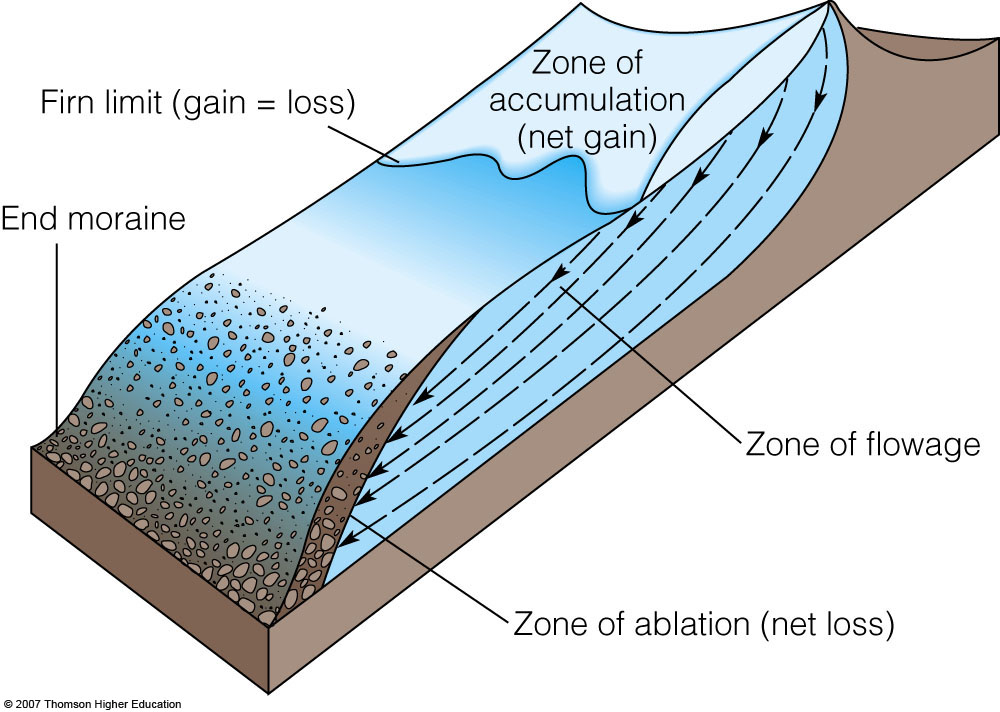 Zone of
accumulation
(net gain)
Firn limit (gain = loss)
End moraine
Zone of flowage
Zone of ablation (net loss)
© 2007 Thomson Higher Education